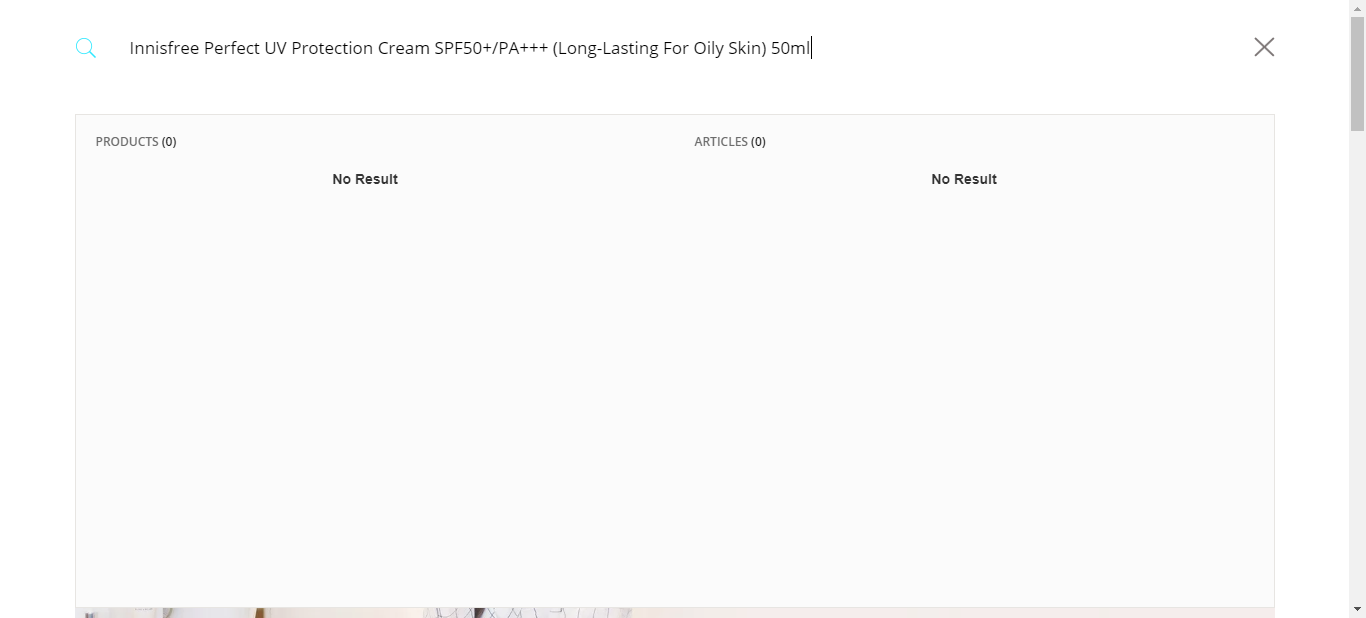 Innisfree Perfect UV Protection Cream SPF50+/PA+++ (Long-Lasting For Oily Skin) 50ml
PRODUCTS (0)
No Result
ARTICLES (0)
No Result